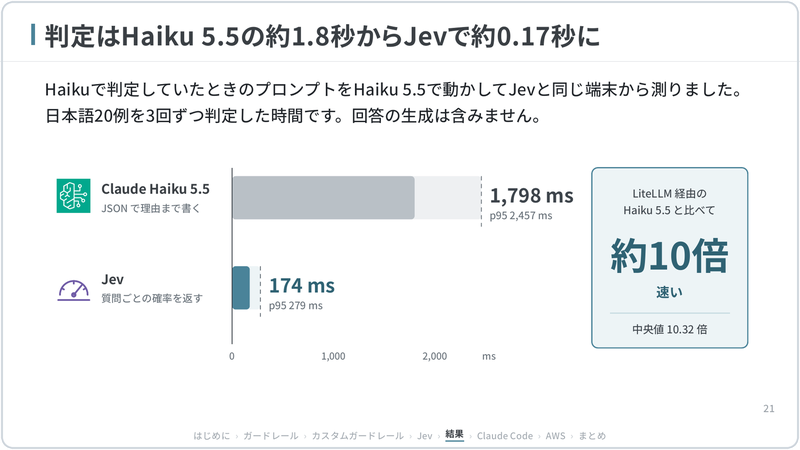 判定はHaiku 5.5の約1.8秒からJevで約0.17秒に
Haikuで判定していたときのプロンプトをHaiku 5.5で動かしてJevと同じ端末から測りました。
日本語20例を3回ずつ判定した時間です。回答の生成は含みません。
Claude Haiku 5.5
JSON で理由まで書く
1,798 ms
p95 2,457 ms
Jev
質問ごとの確率を返す
174 ms
p95 279 ms
0 1,000 2,000 ms
LiteLLM 経由の
Haiku 5.5 と比べて
約10倍
速い
中央値 10.32 倍
21
はじめに › ガードレール › カスタムガードレール › Jev › 結果 › Claude Code › AWS › まとめ